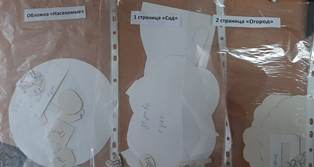 Обложка «Насекомые»
1 страница «Сад»
2 страница «Огород»